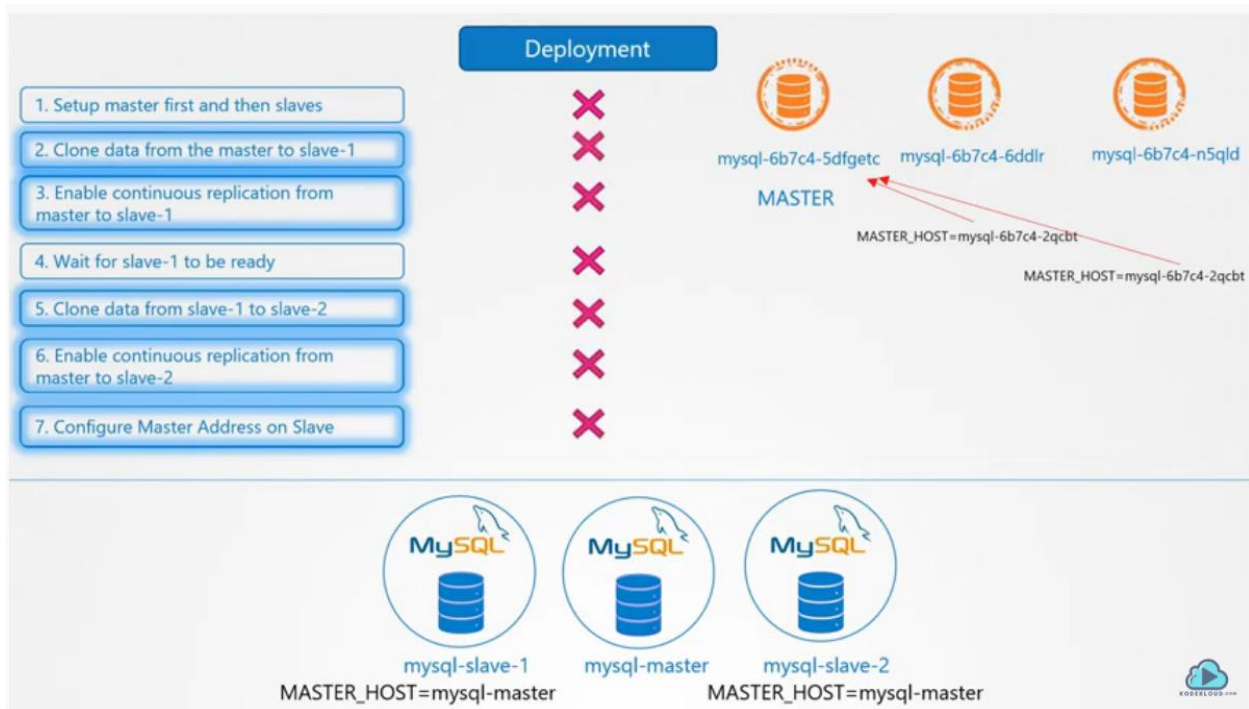 Deployment
1. Setup master first and then slaves
2. Clone data from the master to slave-1
3. Enable continuous replication from
master to slave-1
4. Wait for slave-1 to be ready
5. Clone data from slave-1 to slave-2
6. Enable continuous replication from
master to slave-2
7. Configure Master Address on Slave
mysql-6b7c4-5dfgetc
mysql-6b7c4-6ddlr
mysql-6b7c4-n5qld
MASTER
MASTER_HOST=mysql-6b7c4-2qcbt
MASTER_HOST=mysql-6b7c4-2qcbt
MySQL
MySQL
MySQL
mysql-slave-1
mysql-master
mysql-slave-2
MASTER_HOST=mysql-master
MASTER_HOST=mysql-master
KODEKLOUD.COM